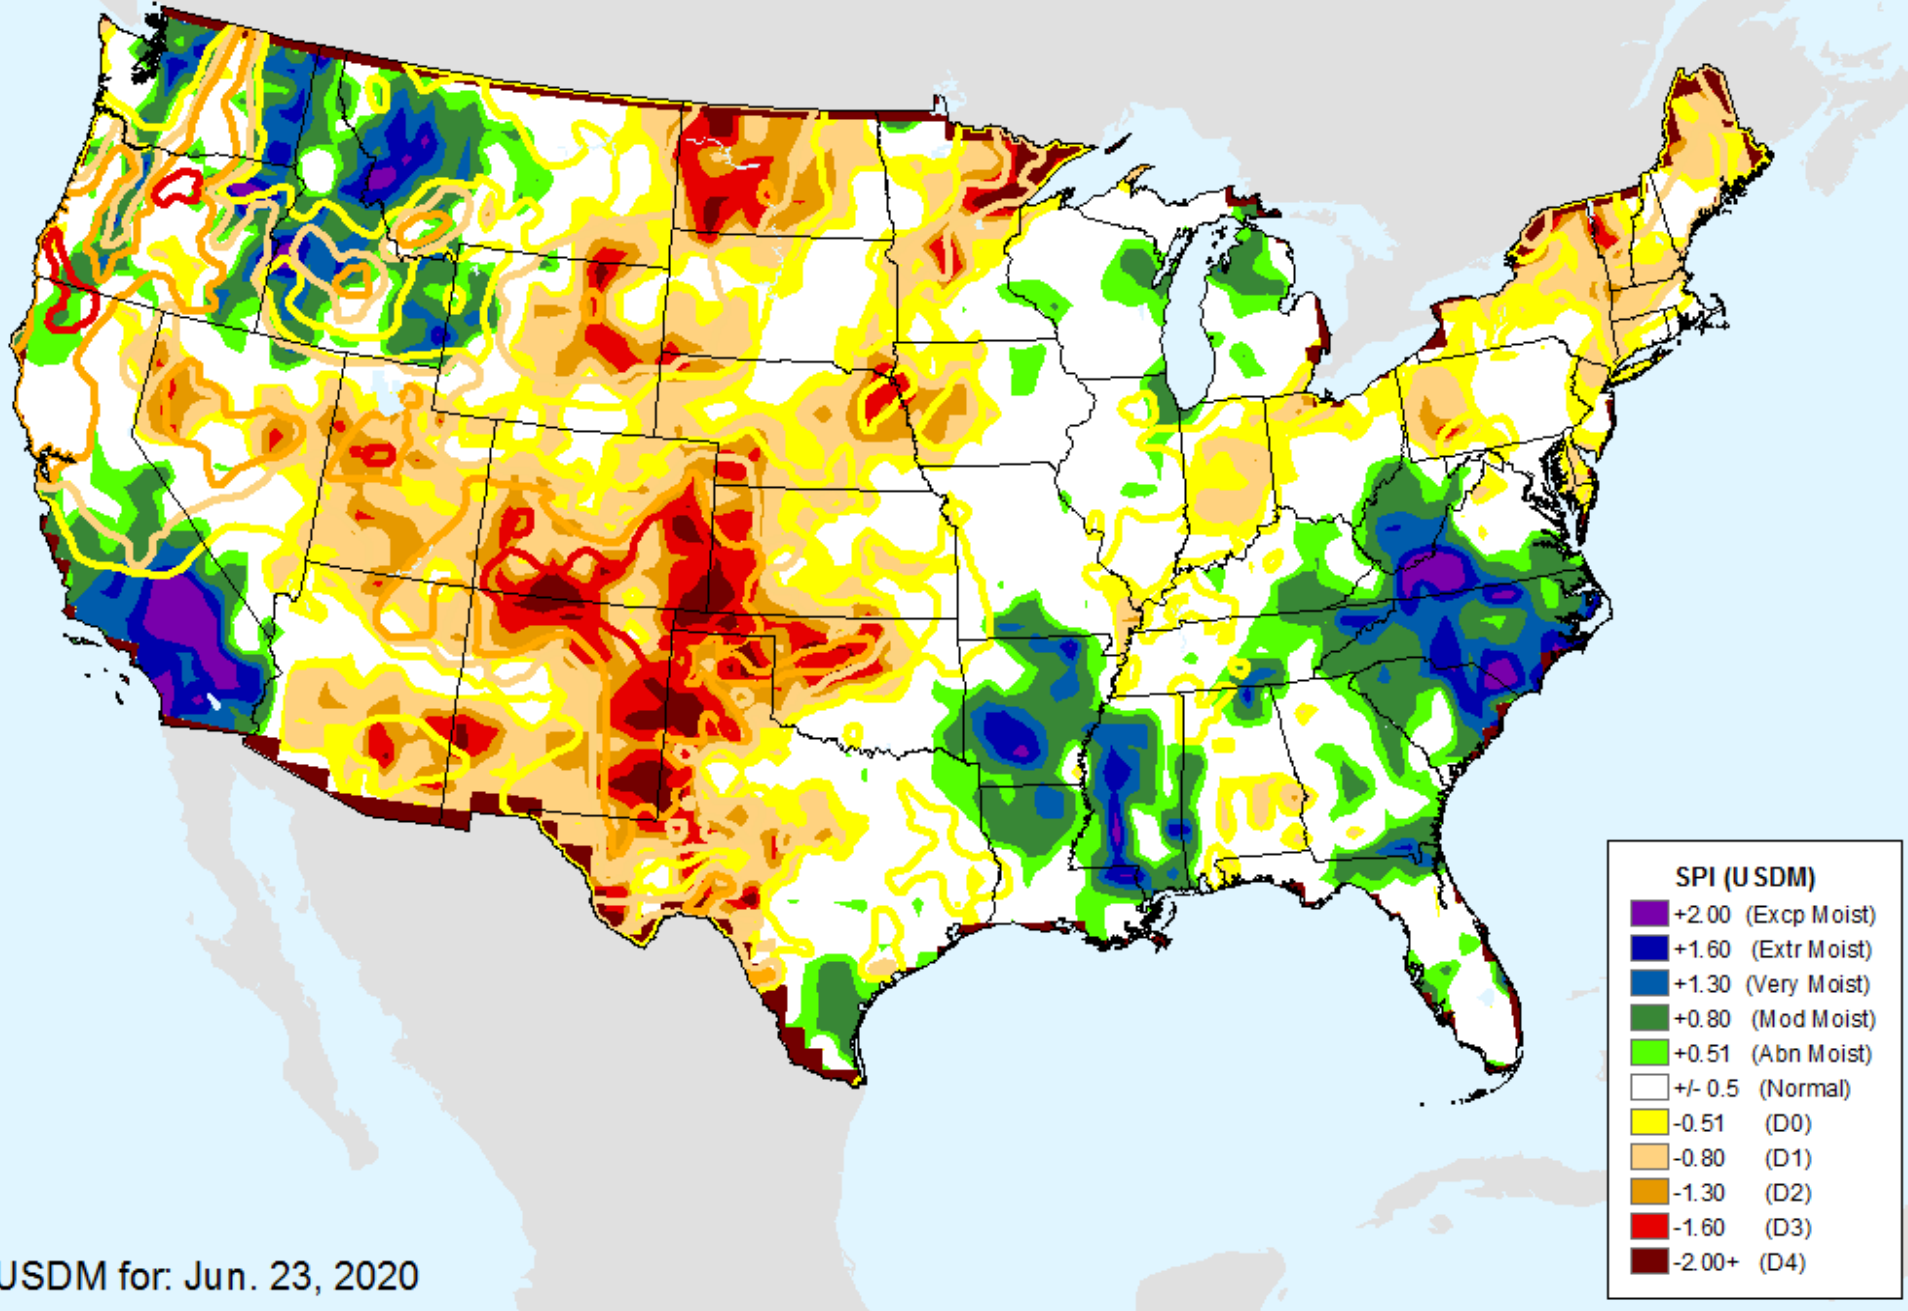 SPI (USDM)
+2.00 (Excp Moist)
+1.60 (Extr Moist)
+1.30 (Very Moist)
+0.80 (Mod Moist)
+0.51 (Abn Moist)
+/- 0.5 (Normal)
-0.51 (D0)
-0.80 (D1)
-1.30 (D2)
-1.60 (D3)
-2.00+ (D4)
USDM for: Jun. 23, 2020